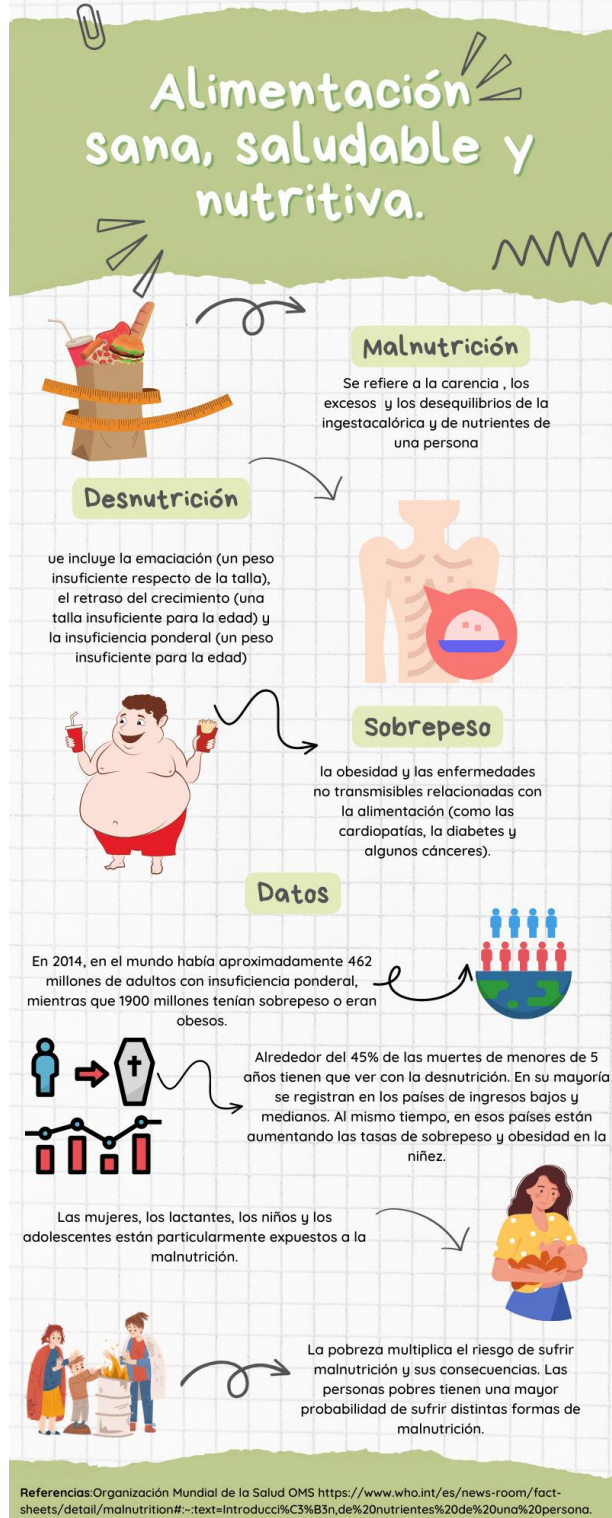 Alimentación
sana, saludable y
nutritiva.
Malnutrición
Se refiere a la carencia , los
excesos y los desequilibrios de la
ingestacalórica y de nutrientes de
una persona
Desnutrición
ue incluye la emaciación (un peso
insuficiente respecto de la talla),
el retraso del crecimiento (una
talla insuficiente para la edad) y
la insuficiencia ponderal (un peso
insuficiente para la edad)
Sobrepeso
la obesidad y las enfermedades
no transmisibles relacionadas con
la alimentación (como las
cardiopatías, la diabetes y
algunos cánceres).
Datos
En 2014, en el mundo había aproximadamente 462
millones de adultos con insuficiencia ponderal,
mientras que 1900 millones tenían sobrepeso o eran
obesos.
Alrededor del 45% de las muertes de menores de 5
años tienen que ver con la desnutrición. En su mayoría
se registran en los países de ingresos bajos y
medianos. Al mismo tiempo, en esos países están
aumentando las tasas de sobrepeso y obesidad en la
niñez.
Las mujeres, los lactantes, los niños y los
adolescentes están particularmente expuestos a la
malnutrición.
La pobreza multiplica el riesgo de sufrir
malnutrición y sus consecuencias. Las
personas pobres tienen una mayor
probabilidad de sufrir distintas formas de
malnutrición.
Referencias:Organización Mundial de la Salud OMS https://www.who.int/es/news-room/fact-
sheets/detail/malnutrition#:~:text=Introducci%C3%B3n,de%20nutrientes%20de%20una%20persona.